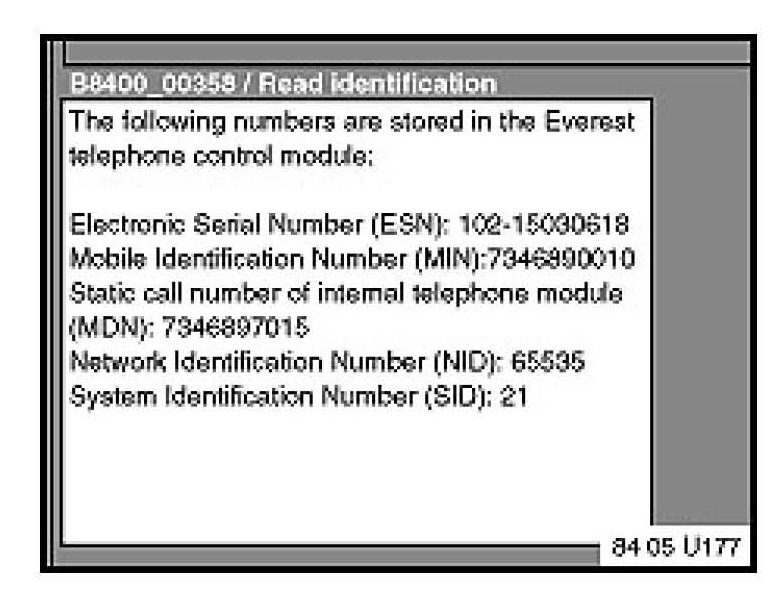 B8400_00358 / Read identification
The following numbers are stored in the Everest
telephone control module:
Electronic Serial Number (ESN): 102-15030618
Mobile Identification Number (MIN):7346890010
Static call number of internal telephone module
(MDN): 7346897015
Network Identification Number (NID): 65535
System Identification Number (SID): 21
84 05 U177